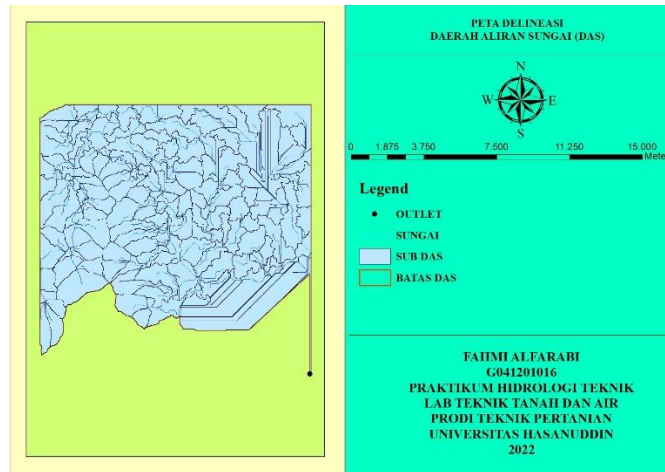 PETA DELINEASI
DAERAH ALIRAN SUNGAI (DAS)
N
W E
S
0 1.875 3.750 7.500 11.250 15.000
Mete
Legend
OUTLET
SUNGAI
SUB DAS
BATAS DAS
FAHMI ALFARABI
G041201016
PRAKTIKUM HIDROLOGI TEKNIK
LAB TEKNIK TANAH DAN AIR
PRODI TEKNIK PERTANIAN
UNIVERSITAS HASANUDDIN
2022